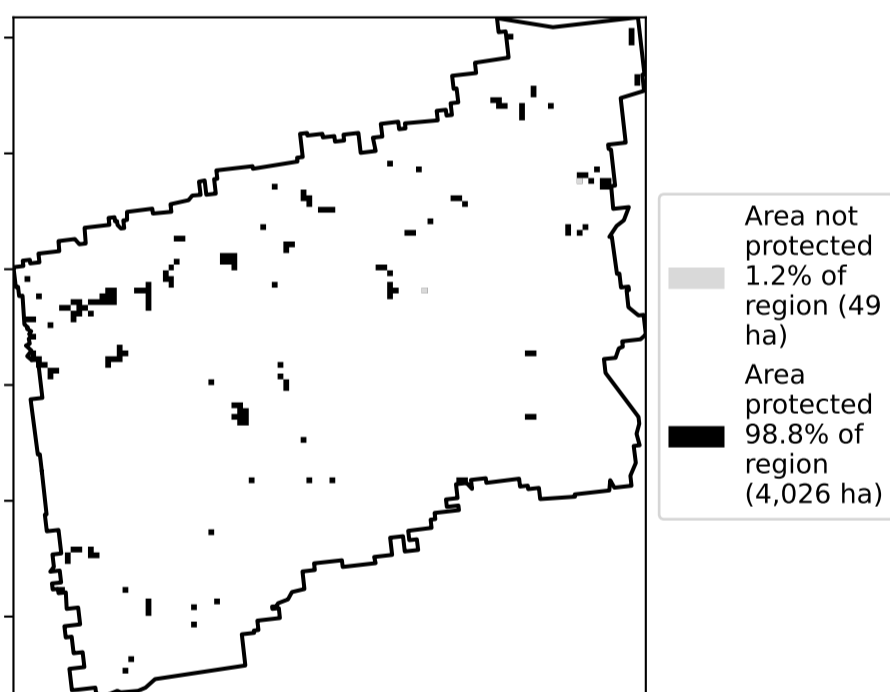 Area not
protected
1.2% of
region (49
ha)
Area
protected
98.8% of
region
(4,026 ha)